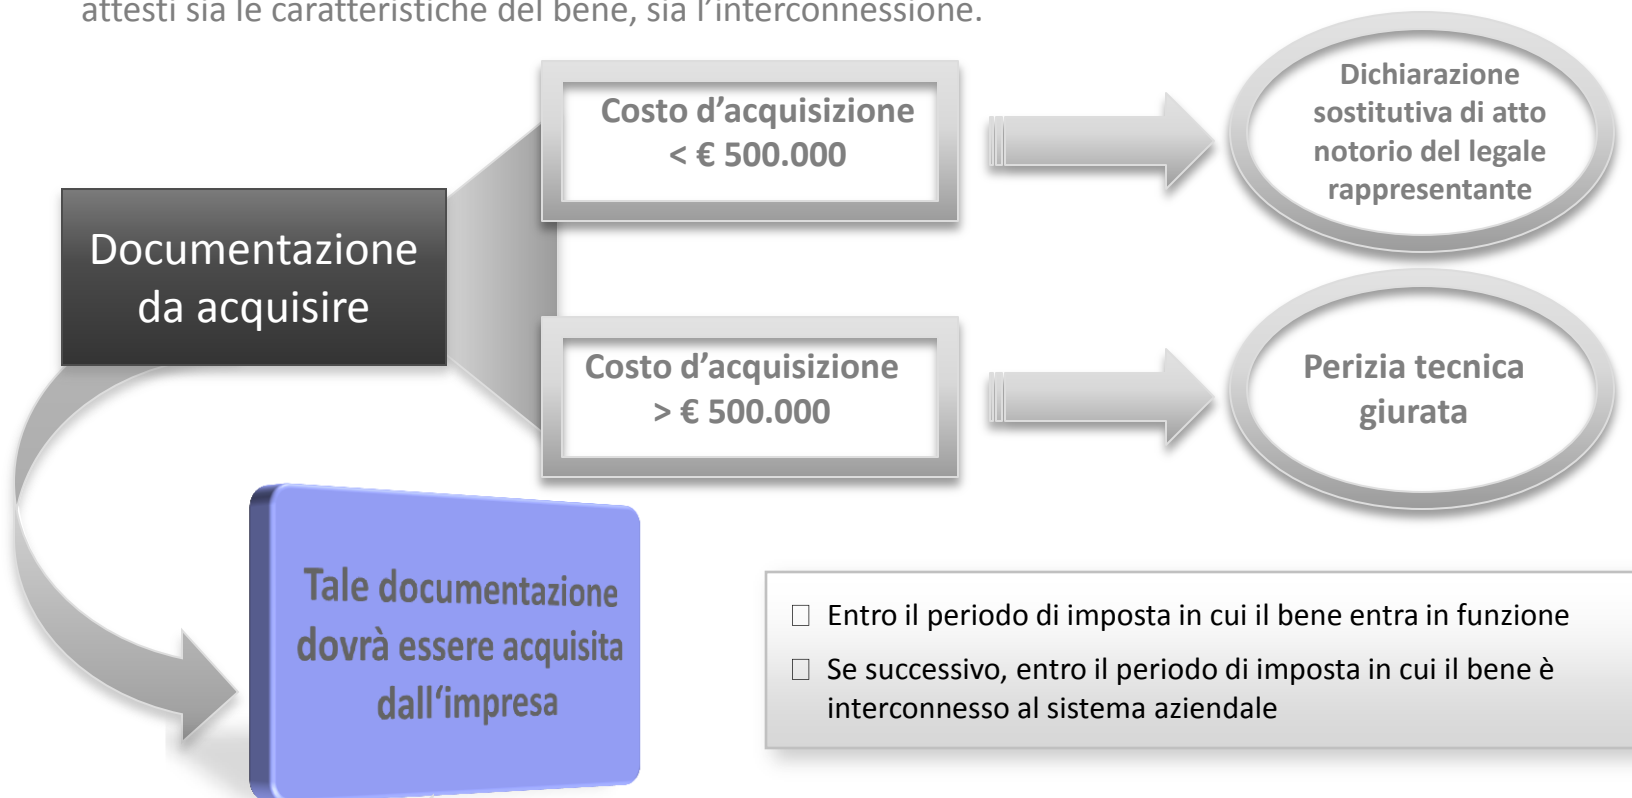 attesti sia le caratteristiche del bene, sia l'interconnessione.
Costo d'acquisizione
< € 500.000
Dichiarazione
sostitutiva di atto
notorio del legale
rappresentante
Documentazione
da acquisire
Costo d'acquisizione
> € 500.000
Perizia tecnica
giurata
Tale documentazione
dovrà essere acquisita
dall'impresa
□ Entro il periodo di imposta in cui il bene entra in funzione
□ Se successivo, entro il periodo di imposta in cui il bene è
interconnesso al sistema aziendale